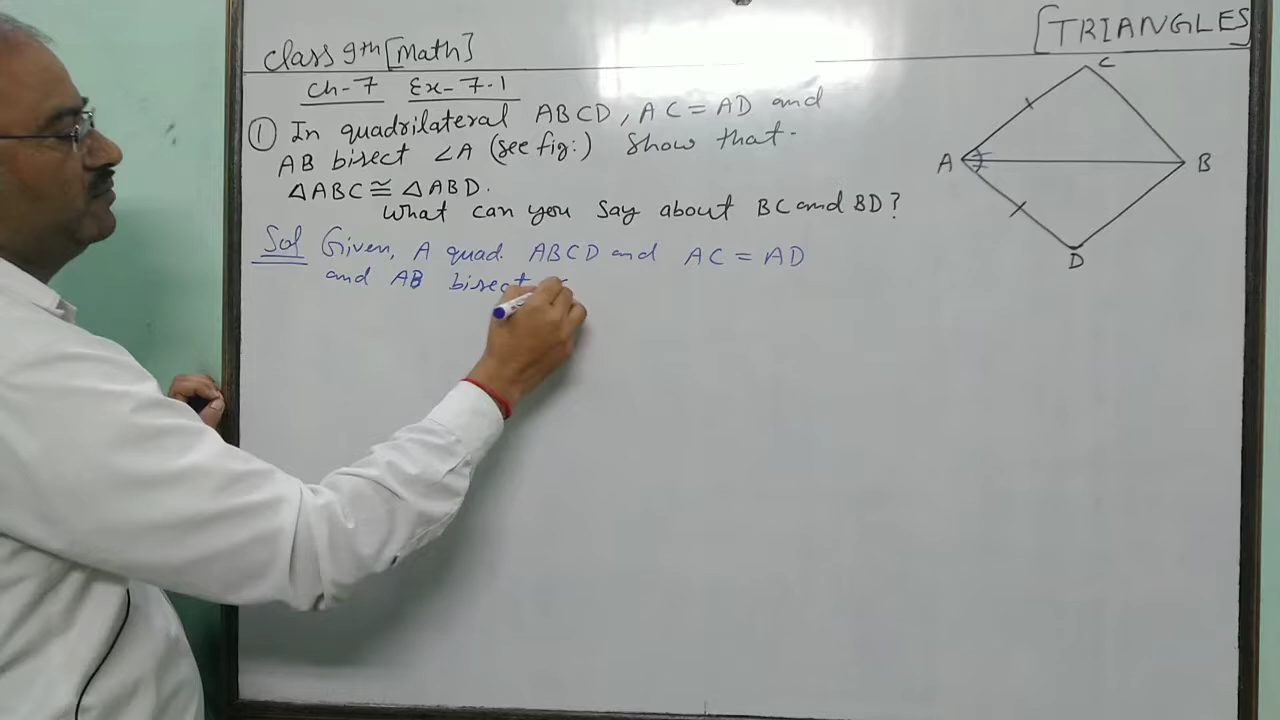 [TRIANGLES]
Class 9th [Math]
Ch-7 Ex-7.1
① In quadrilateral ABCD, AC = AD and
AB bisect ∠A (see fig:) Show that.
△ABC ≅ △ABD.
What can you say about BC and BD?
Sol Given, A quad. ABCD and AC = AD
and AB bisect
C
A
B
D